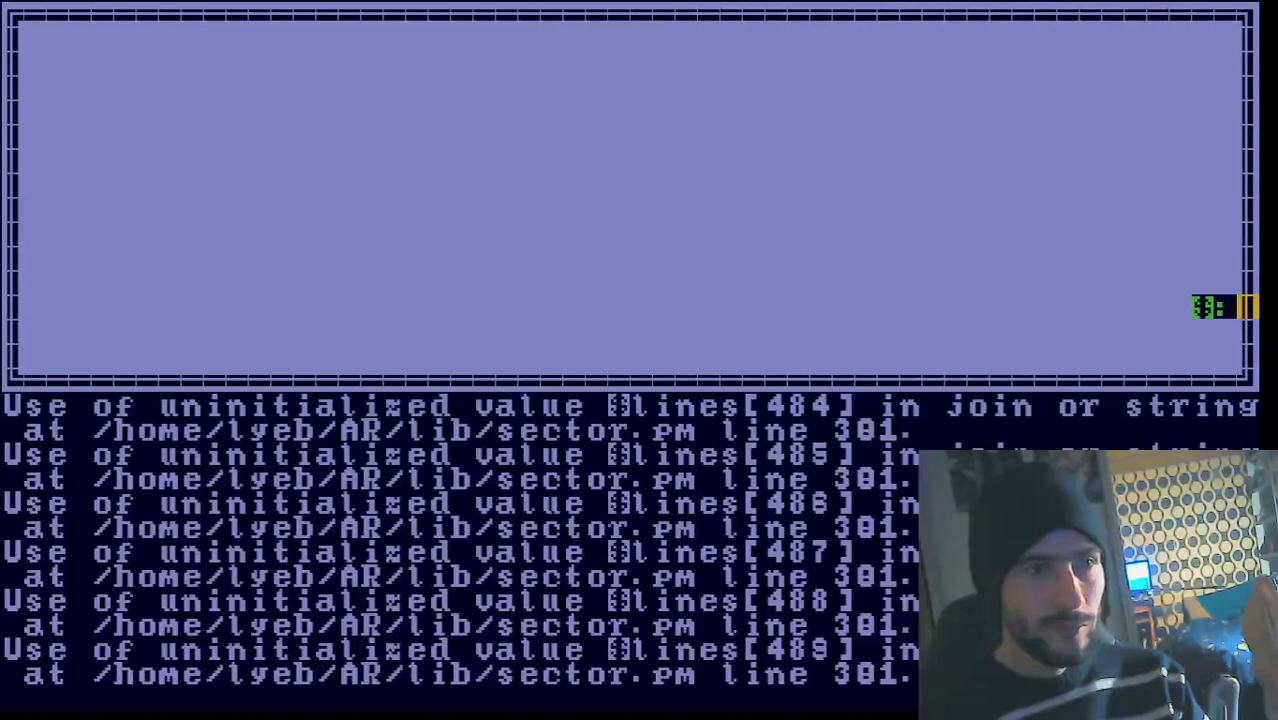 $:
Use of uninitialized value $lines[484] in join or string
at /home/lyeb/AR/lib/sector.pm line 301.
Use of uninitialized value $lines[485] in join or string
at /home/lyeb/AR/lib/sector.pm line 301.
Use of uninitialized value $lines[486] in
at /home/lyeb/AR/lib/sector.pm line 301.
Use of uninitialized value $lines[487] in
at /home/lyeb/AR/lib/sector.pm line 301.
Use of uninitialized value $lines[488] in
at /home/lyeb/AR/lib/sector.pm line 301.
Use of uninitialized value $lines[489] in
at /home/lyeb/AR/lib/sector.pm line 301.